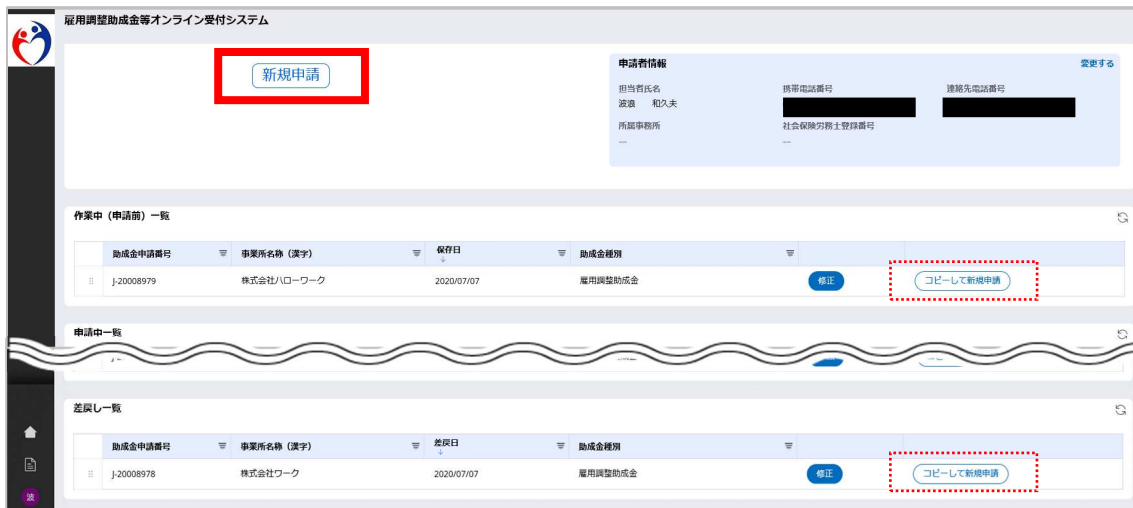 雇用調整助成金等オンライン受付システム
新規申請
申請者情報 変更する
担当者氏名 携帯電話番号 連絡先電話番号
波浪 和久夫
所属事務所 社会保険労務士登録番号
-- --
作業中（申請前）一覧
助成金申請番号 事業所名称（漢字） 保存日 助成金種別
J-20008979 株式会社ハローワーク 2020/07/07 雇用調整助成金 修正 コピーして新規申請
申請中一覧
差戻し一覧
助成金申請番号 事業所名称（漢字） 差戻日 助成金種別
J-20008978 株式会社ワーク 2020/07/07 雇用調整助成金 修正 コピーして新規申請
波